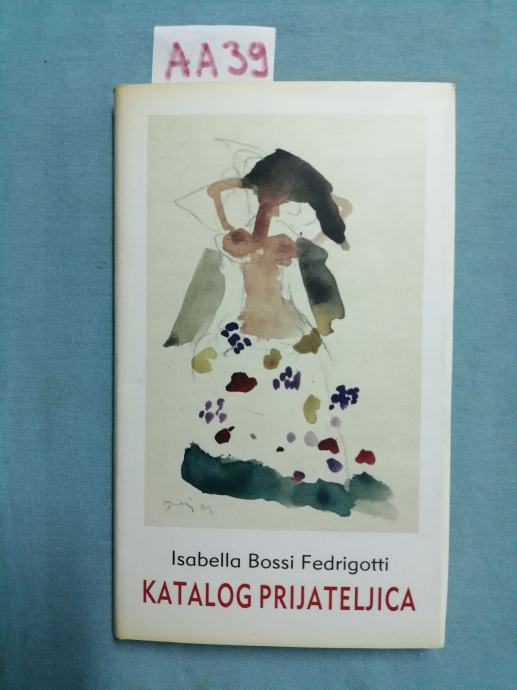 AA39
Isabella Bossi Fedrigotti
KATALOG PRIJATELJICA